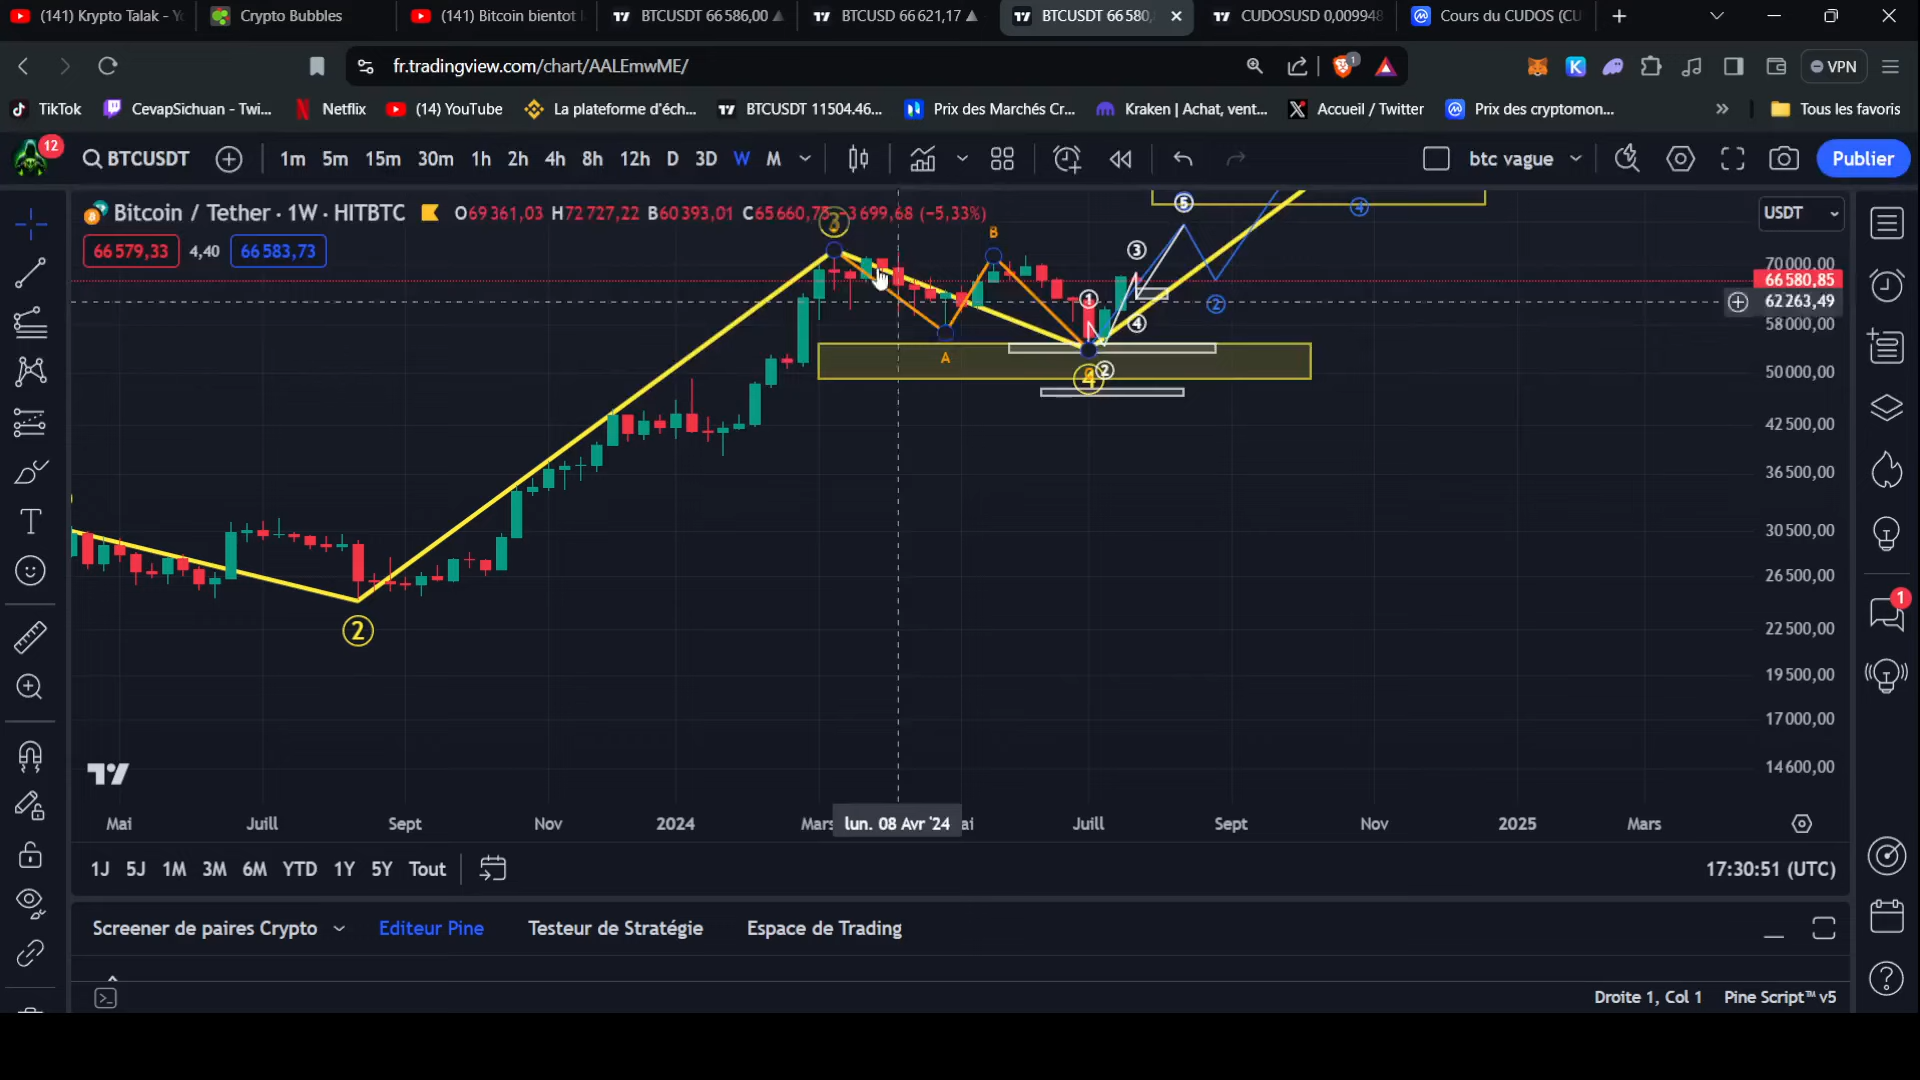 (141) Krypto Talak - Yo
Crypto Bubbles
(141) Bitcoin bientot
BTCUSDT 66 586,00
BTCUSD 66 621,17
BTCUSDT 66 580,
CUDOSUSD 0,009948
Cours du CUDOS (CU
fr.tradingview.com/chart/AALEmwME/
1
VPN
TikTok
CevapSichuan - Twi...
Netflix
(14) YouTube
La plateforme d'éch...
BTCUSDT 11504.46...
Prix des Marchés Cr...
Kraken | Achat, vent...
Accueil / Twitter
Prix des cryptomon...
»
Tous les favoris
12
BTCUSDT
1m 5m 15m 30m 1h 2h 4h 8h 12h D 3D W M
btc vague
Publier
Bitcoin / Tether · 1W · HITBTC
O69 361,03 H72 727,22 B60 393,01 C65 660,75 −3 699,68 (−5,33%)
USDT
66 579,33
4,40
66 583,73
3
B
5
4
3
1
2
4
A
4
2
2
70 000,00
66 580,85
62 263,49
58 000,00
50 000,00
42 500,00
36 500,00
30 500,00
26 500,00
22 500,00
19 500,00
17 000,00
14 600,00
1
Mai
Juill
Sept
Nov
2024
Mars
lun. 08 Avr '24
ai
Juill
Sept
Nov
2025
Mars
1J 5J 1M 3M 6M YTD 1Y 5Y Tout
17:30:51 (UTC)
Screener de paires Crypto
Editeur Pine
Testeur de Stratégie
Espace de Trading
Droite 1, Col 1
Pine Script™ v5